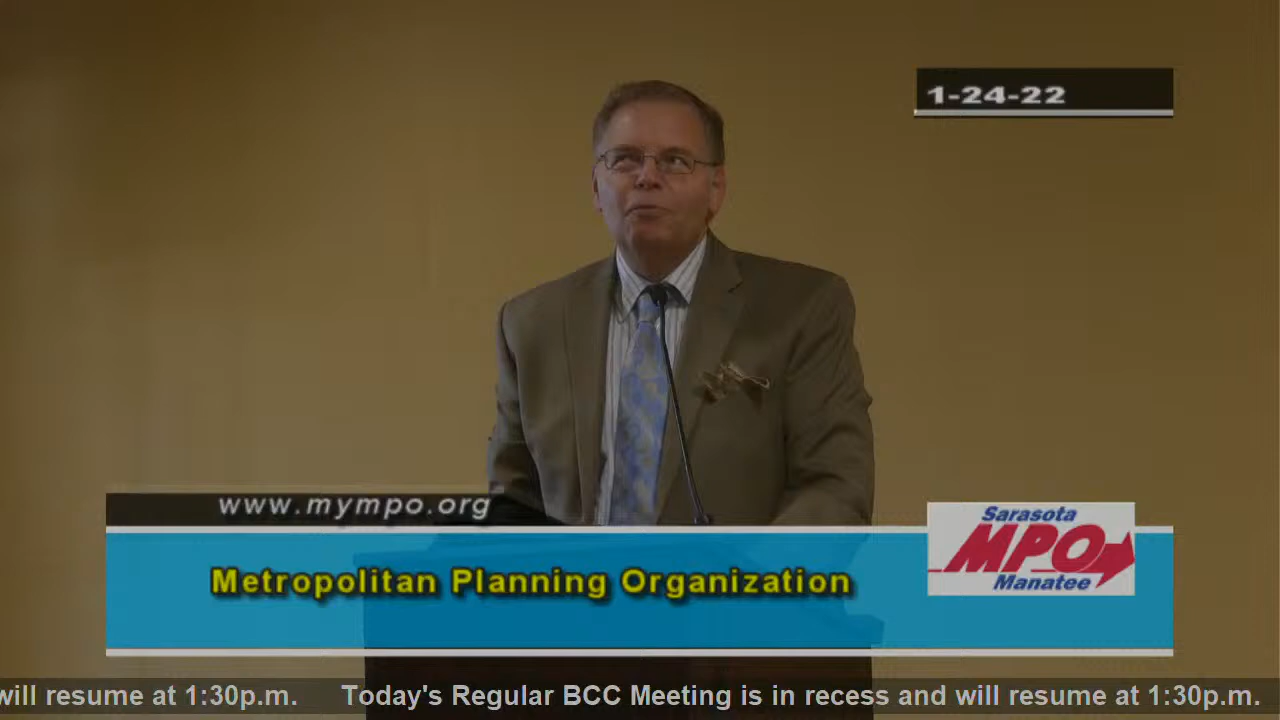 1-24-22
www.mympo.org
Metropolitan Planning Organization
Sarasota
MPO
Manatee
will resume at 1:30p.m. Today's Regular BCC Meeting is in recess and will resume at 1:30p.m.